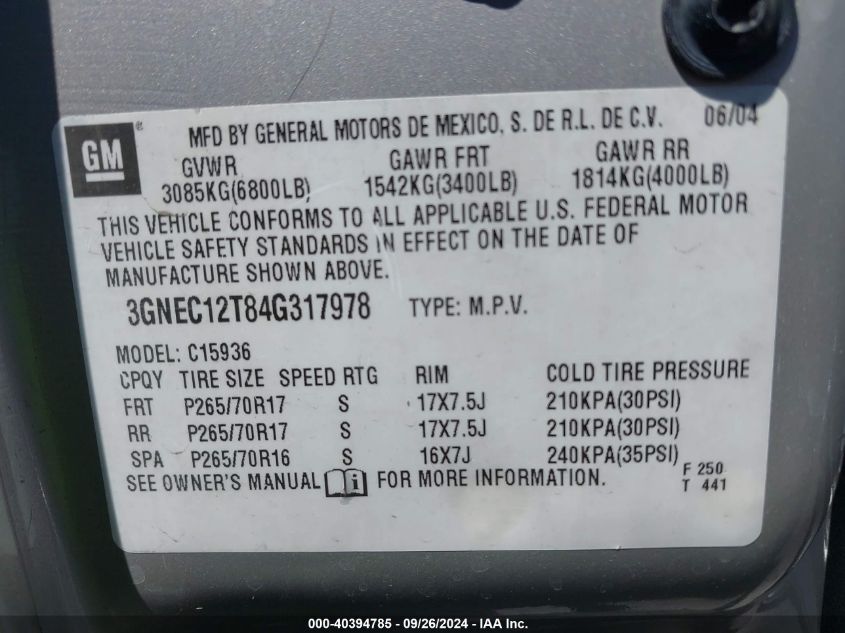 GM®
MFD BY GENERAL MOTORS DE MEXICO, S. DE R.L. DE C.V. 06/04
GVWR GAWR FRT GAWR RR
3085KG(6800LB) 1542KG(3400LB) 1814KG(4000LB)
THIS VEHICLE CONFORMS TO ALL APPLICABLE U.S. FEDERAL MOTOR
VEHICLE SAFETY STANDARDS IN EFFECT ON THE DATE OF
MANUFACTURE SHOWN ABOVE.
3GNEC12T84G317978 TYPE: M.P.V.
MODEL: C15936
CPQY TIRE SIZE SPEED RTG RIM COLD TIRE PRESSURE
FRT P265/70R17 S 17X7.5J 210KPA(30PSI)
RR P265/70R17 S 17X7.5J 210KPA(30PSI)
SPA P265/70R16 S 16X7J 240KPA(35PSI)
SEE OWNER'S MANUAL i FOR MORE INFORMATION.
F 250
T 441
000-40394785 - 09/26/2024 - IAA Inc.